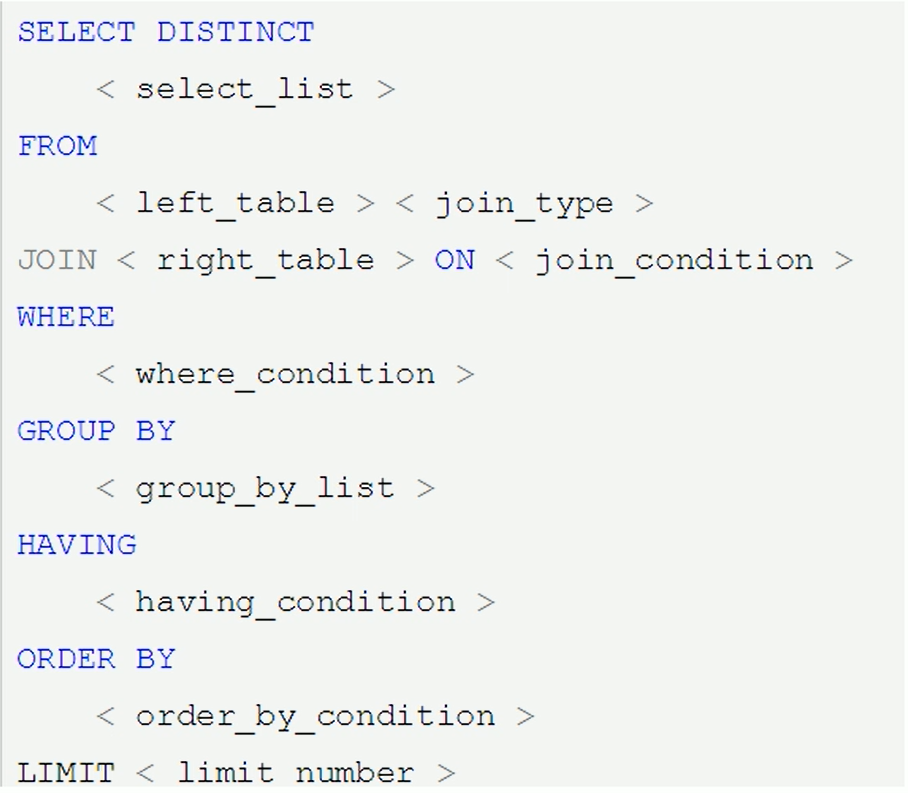 SELECT DISTINCT
< select_list >
FROM
< left_table > < join_type >
JOIN < right_table > ON < join_condition >
WHERE
< where_condition >
GROUP BY
< group_by_list >
HAVING
< having_condition >
ORDER BY
< order_by_condition >
LIMIT < limit number >